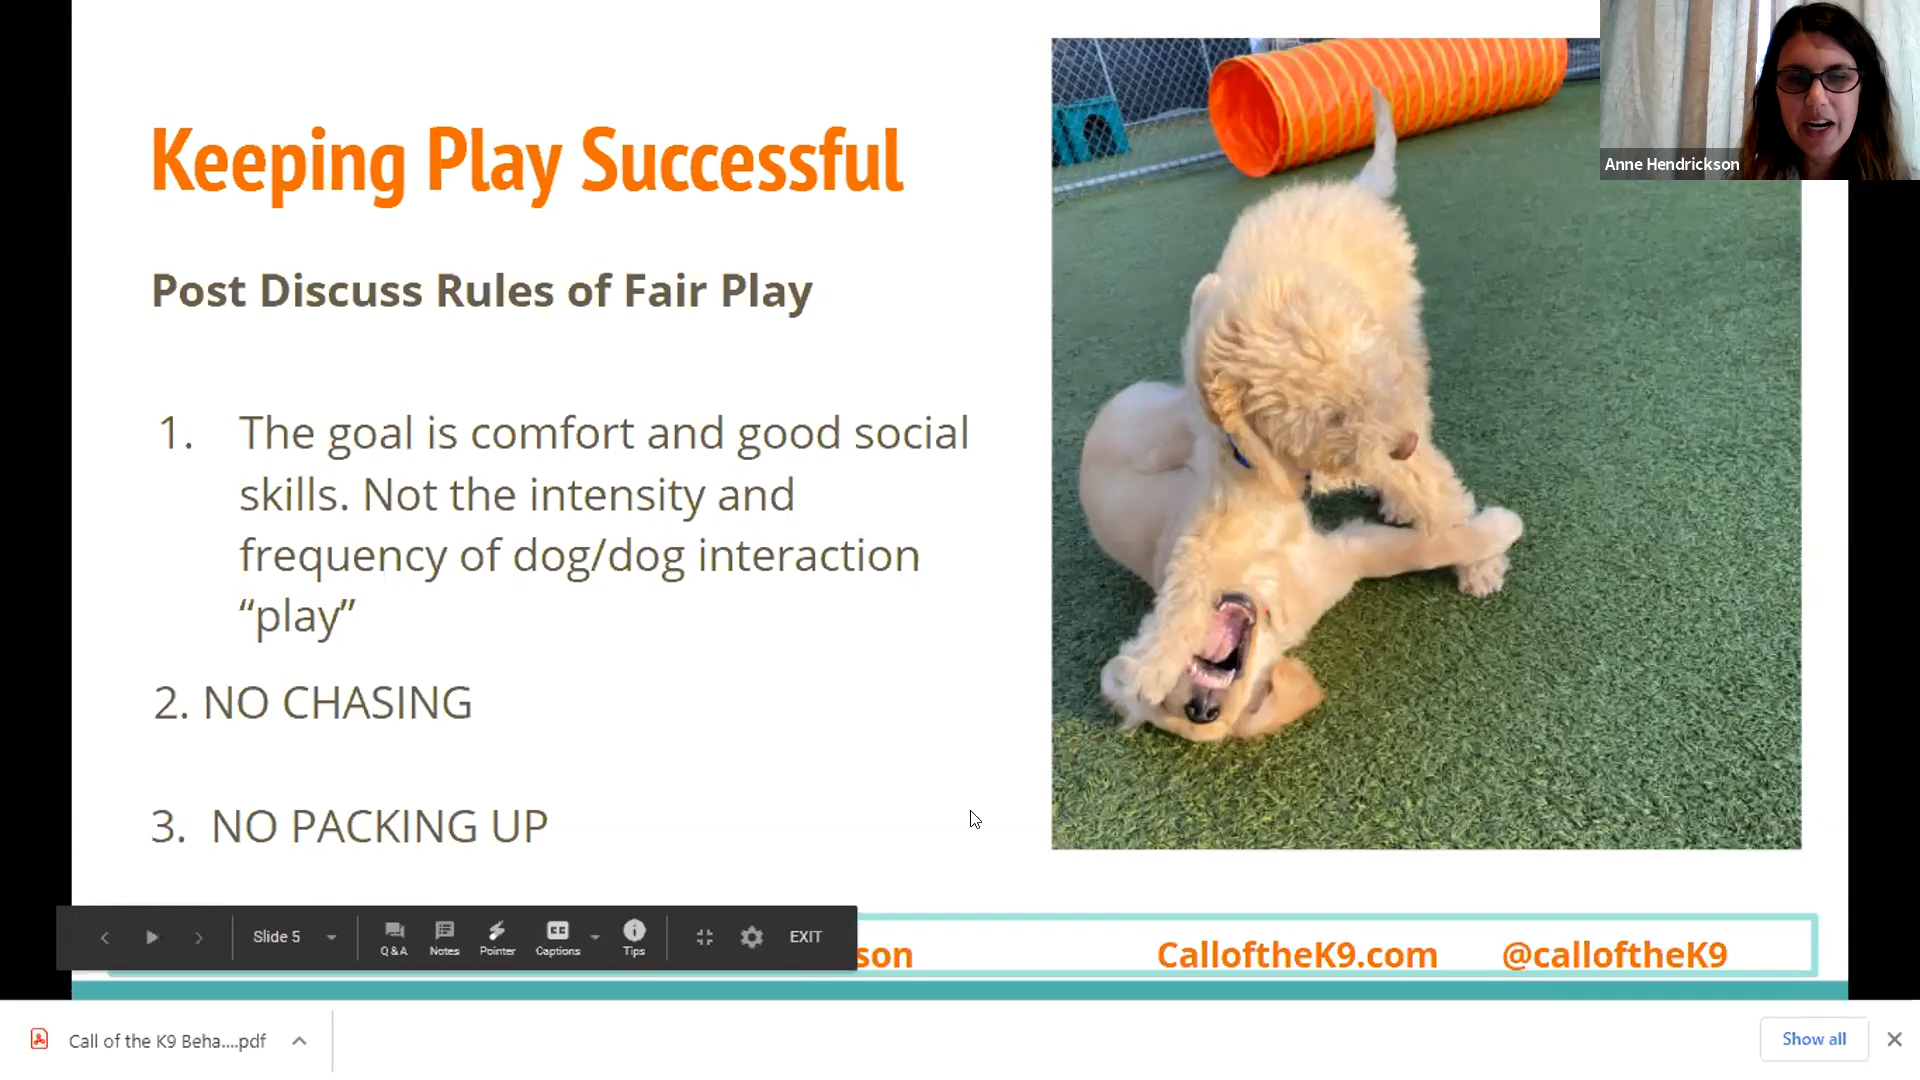 Keeping Play Successful
Anne Hendrickson
Post Discuss Rules of Fair Play
1. The goal is comfort and good social
skills. Not the intensity and
frequency of dog/dog interaction
“play”
2. NO CHASING
3. NO PACKING UP
Slide 5
Q&A
Notes
Pointer
CC
Captions
Tips
EXIT
son
CalloftheK9.com
@calloftheK9
Call of the K9 Beha....pdf
Show all